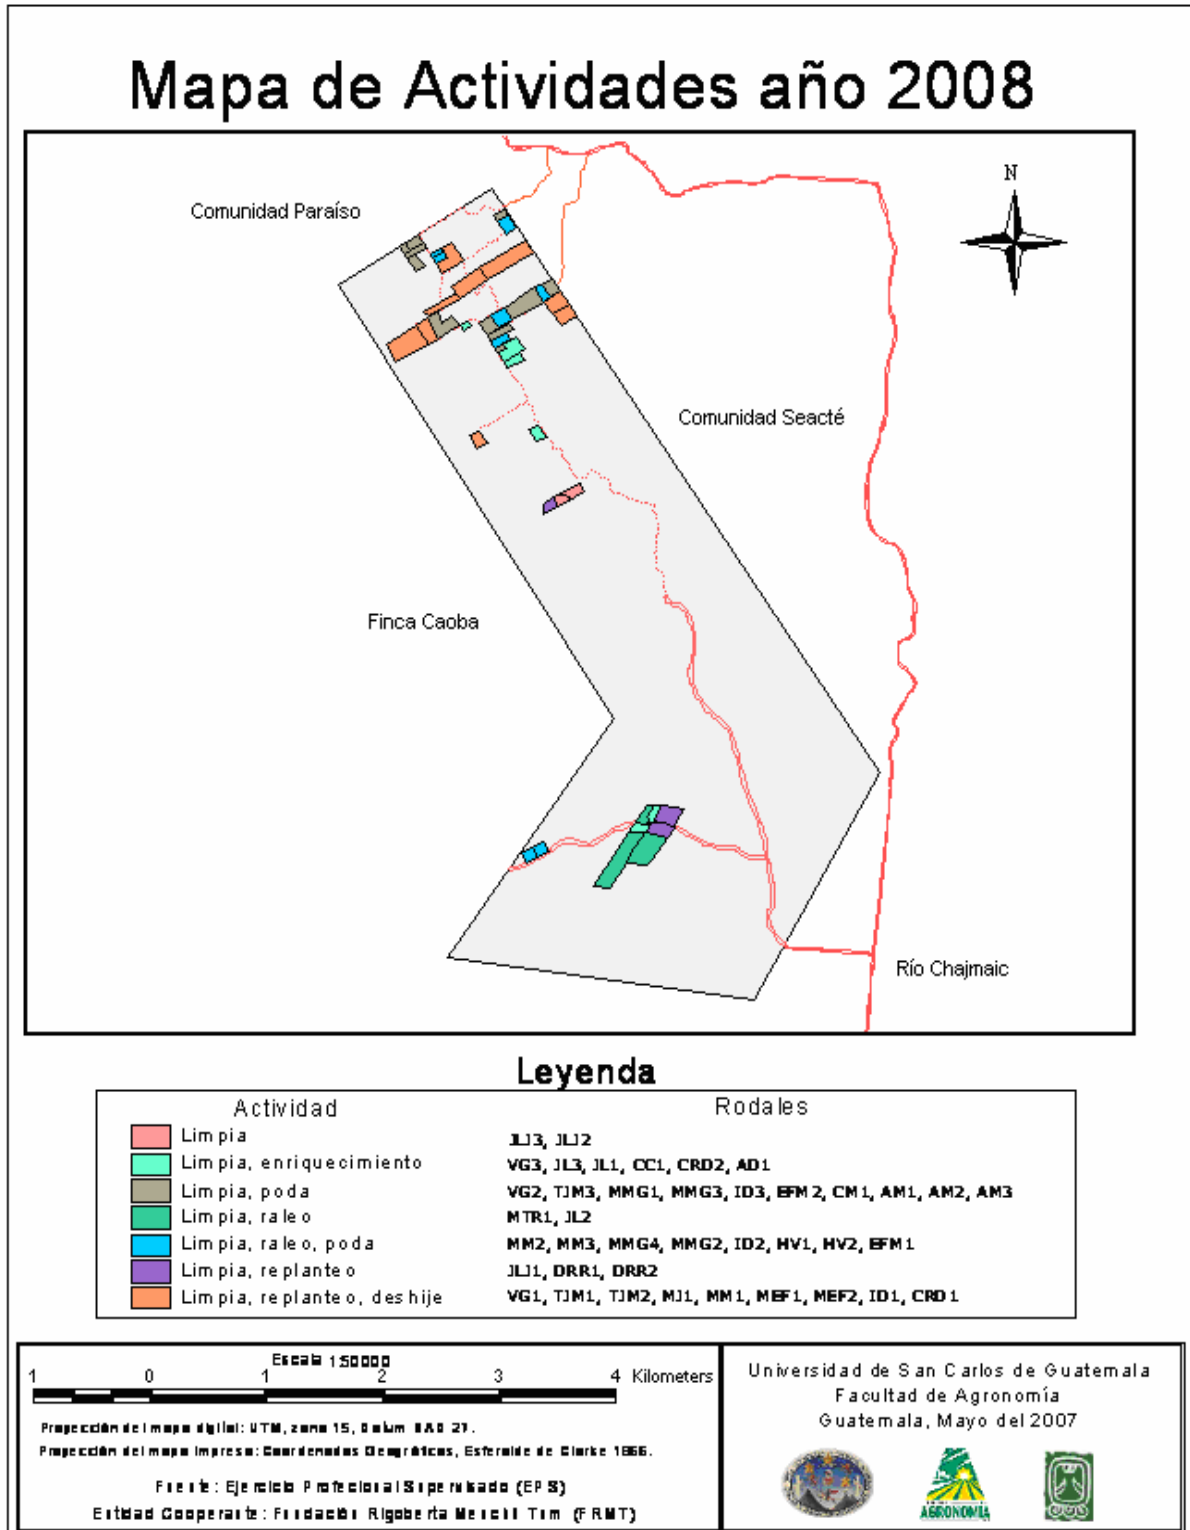 Mapa de Actividades año 2008
N
Comunidad Paraíso
Comunidad Seacté
Finca Caoba
Río Chajmaic
Leyenda
Actividad Rodales
Limpia JLJ3, JLJ2
Limpia, enriquecimiento VG3, JL3, JL1, CC1, CRD2, AD1
Limpia, poda VG2, TJM3, MMG1, MMG3, ID3, EFM2, CM1, AM1, AM2, AM3
Limpia, raleo MTR1, JL2
Limpia, raleo, poda MM2, MM3, MMG4, MMG2, ID2, HV1, HV2, EFM1
Limpia, replanteo JLJ1, DRR1, DRR2
Limpia, replanteo, deshije VG1, TJM1, TJM2, MJ1, MM1, MEF1, MEF2, ID1, CRD1
Escala 1:50000
1 0 1 2 3 4 Kilometers
Proyección del mapa digital: UTM, zona 15, Datum NAD 27.
Proyección del mapa impreso: Coordenadas Geográficas, Esferoide de Clarke 1866.
Fuente: Ejercicio Profesional Supervisado (EPS)
Entidad Cooperante: Fundación Rigoberta Menchú Tum (FRMT)
Universidad de San Carlos de Guatemala
Facultad de Agronomía
Guatemala, Mayo del 2007
AGRONOMIA